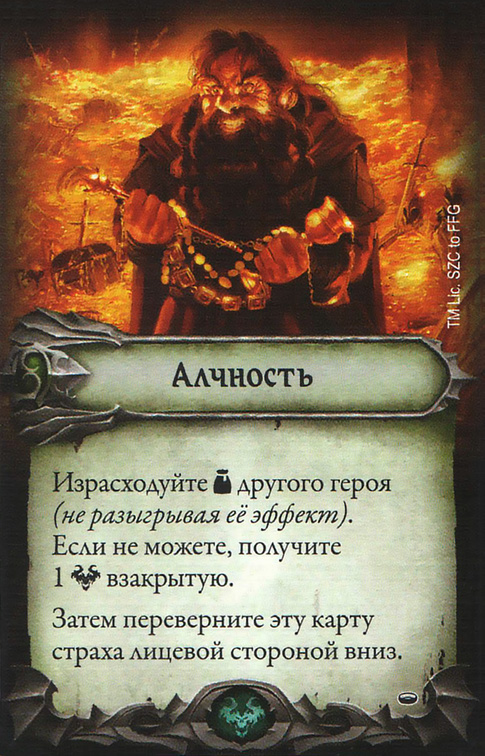 TM Lic. SZC to FFG
Алчность
Израсходуйте другого героя
(не разыгрывая её эффект).
Если не можете, получите
1 взакрытую.
Затем переверните эту карту
страха лицевой стороной вниз.